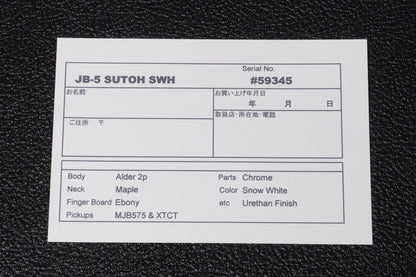 Serial No.
JB-5 SUTOH SWH #59345
お名前 お買い上げ年月日
年 月 日
ご住所 〒 取扱店・所在地・電話
Body Alder 2p Parts Chrome
Neck Maple Color Snow White
Finger Board Ebony etc Urethan Finish
Pickups MJB575 & XTCT